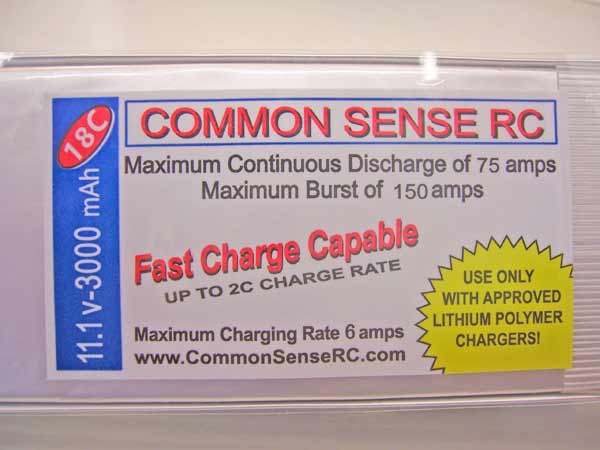 18C
11.1 v-3000 mAh
COMMON SENSE RC
Maximum Continuous Discharge of 75 amps
Maximum Burst of 150 amps
Fast Charge Capable
UP TO 2C CHARGE RATE
Maximum Charging Rate 6 amps
www.CommonSenseRC.com
USE ONLY
WITH APPROVED
LITHIUM POLYMER
CHARGERS!